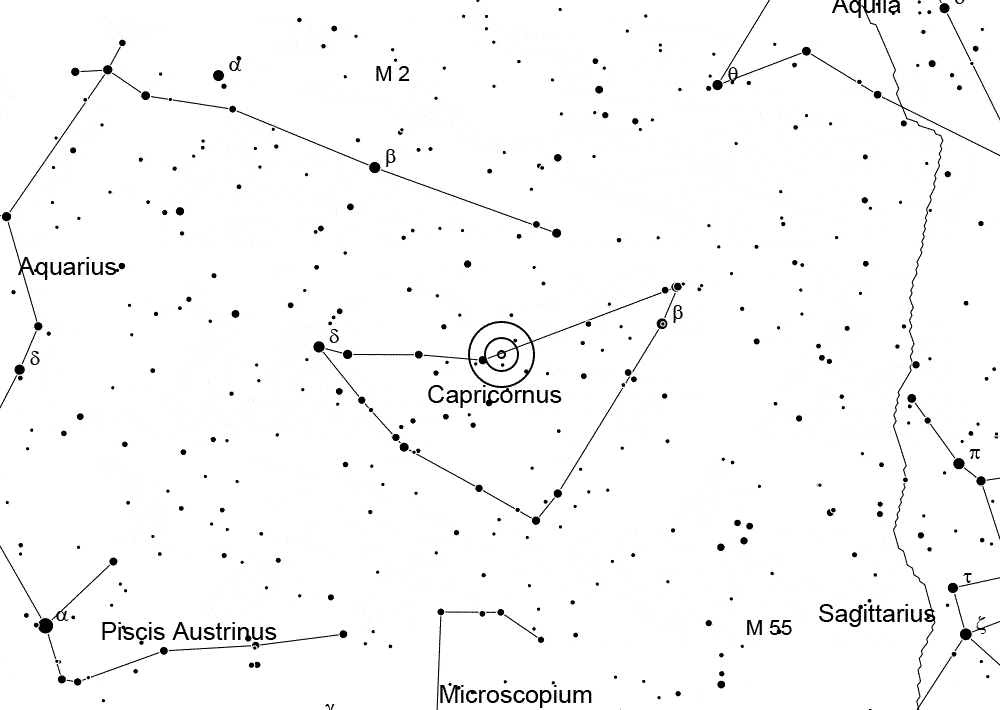 Aquila
α
M 2
θ
β
Aquarius
β
δ
δ
Capricornus
π
τ
α
Piscis Austrinus
Sagittarius
M 55
ζ
Microscopium